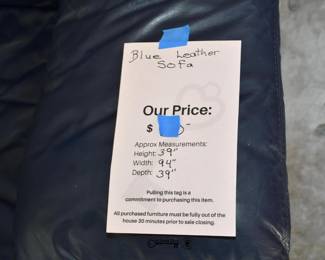 Blue Leather
Sofa
Our Price:
$
Approx Measurements:
Height: 39"
Width: 94"
Depth: 39"
Pulling this tag is a
commitment to purchasing this item.
All purchased furniture must be fully out of the
house 30 minutes prior to sale closing.